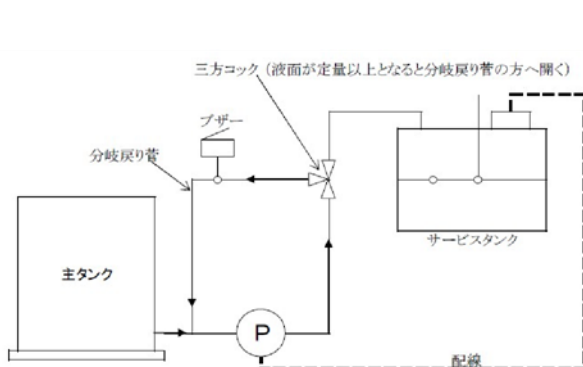 三方コック（液面が定量以上となると分岐戻り菅の方へ開く）
ブザー
分岐戻り菅
サービスタンク
主タンク
P
配線